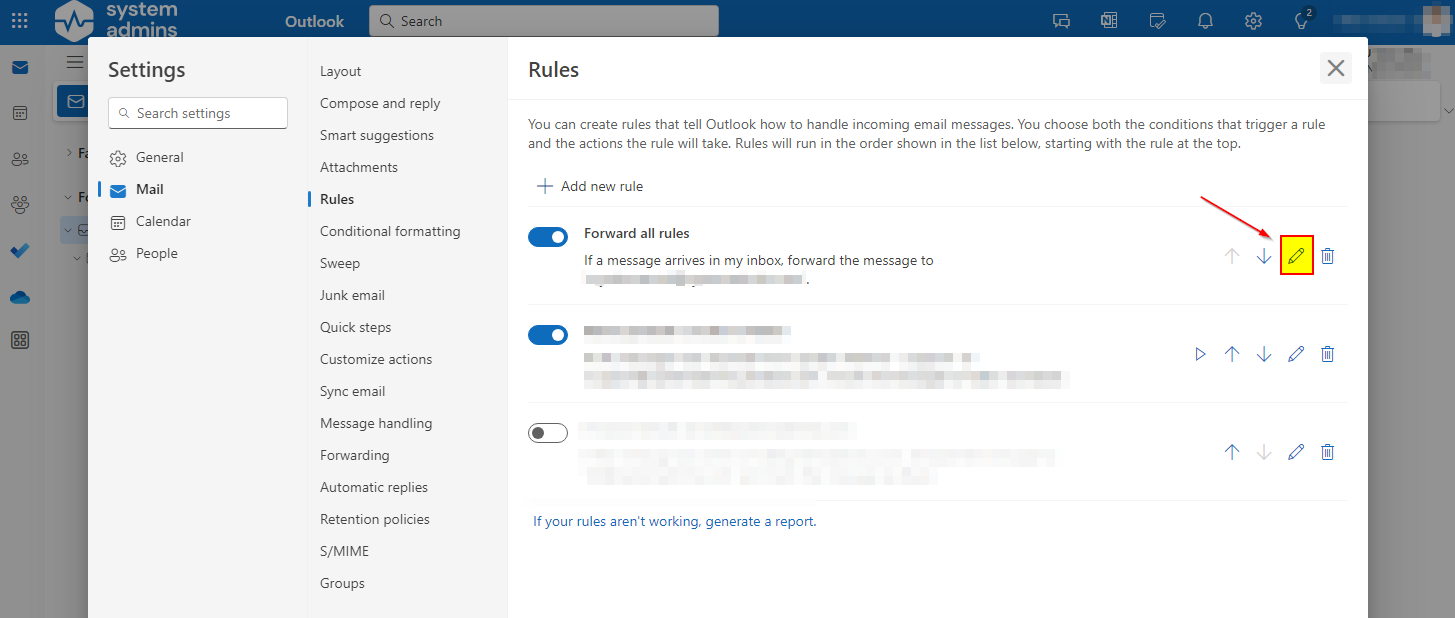 system
admins
Outlook
Search
2
Settings
Search settings
General
Mail
Calendar
People
Layout
Compose and reply
Smart suggestions
Attachments
Rules
Conditional formatting
Sweep
Junk email
Quick steps
Customize actions
Sync email
Message handling
Forwarding
Automatic replies
Retention policies
S/MIME
Groups
Rules
You can create rules that tell Outlook how to handle incoming email messages. You choose both the conditions that trigger a rule
and the actions the rule will take. Rules will run in the order shown in the list below, starting with the rule at the top.
Add new rule
Forward all rules
If a message arrives in my inbox, forward the message to
.
If your rules aren't working, generate a report.